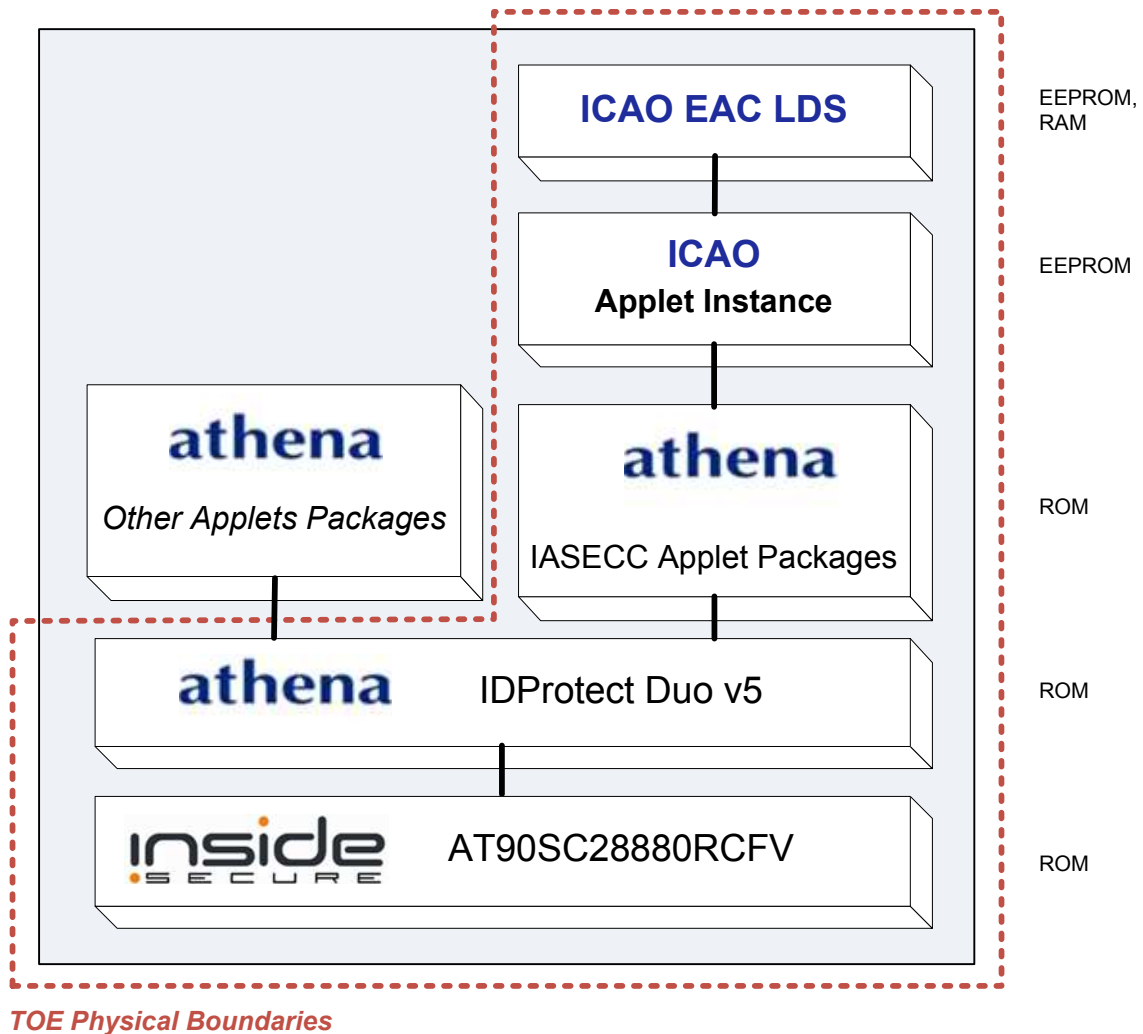 ICAO EAC LDS
EEPROM,
RAM
ICAO
Applet Instance
EEPROM
athena
Other Applets Packages
athena
IASECC Applet Packages
ROM
athena IDProtect Duo v5
ROM
inside
SECURE
AT90SC28880RCFV
ROM
TOE Physical Boundaries